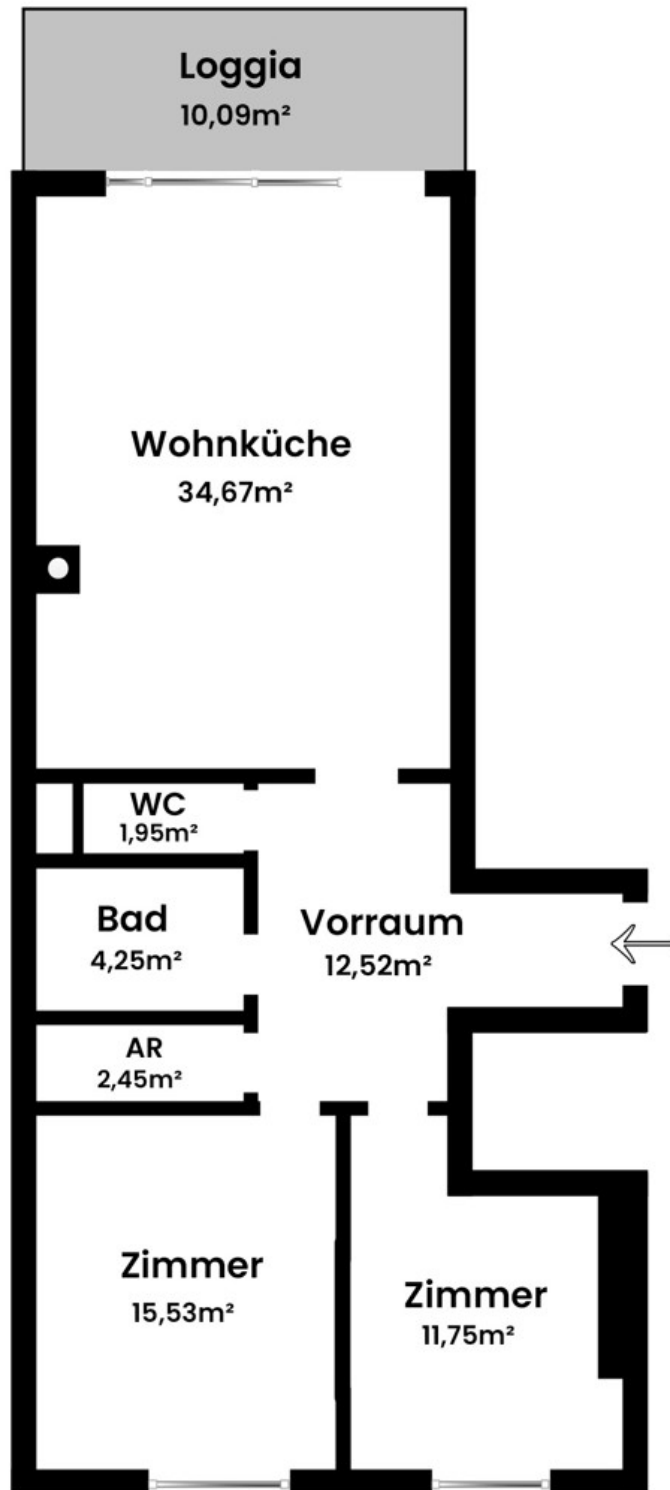 Loggia
10,09m²
Wohnküche
34,67m²
WC
1,95m²
Bad
4,25m²
Vorraum
12,52m²
AR
2,45m²
Zimmer
15,53m²
Zimmer
11,75m²